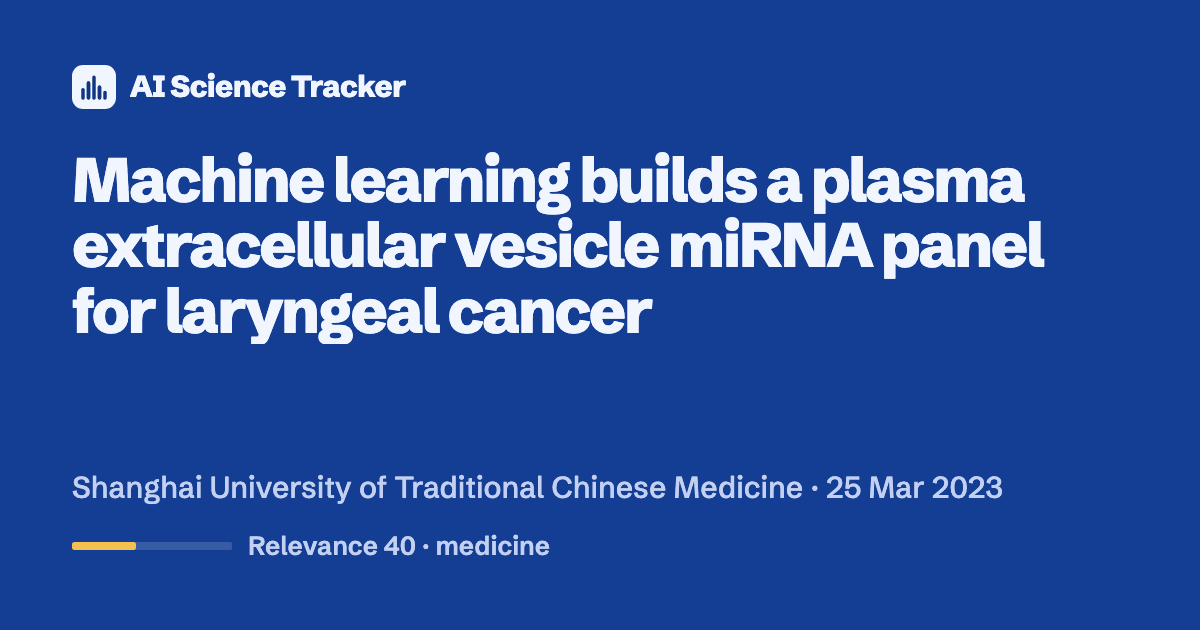 AI Science Tracker
Machine learning builds a plasma
extracellular vesicle miRNA panel
for laryngeal cancer
Shanghai University of Traditional Chinese Medicine · 25 Mar 2023
Relevance 40 · medicine